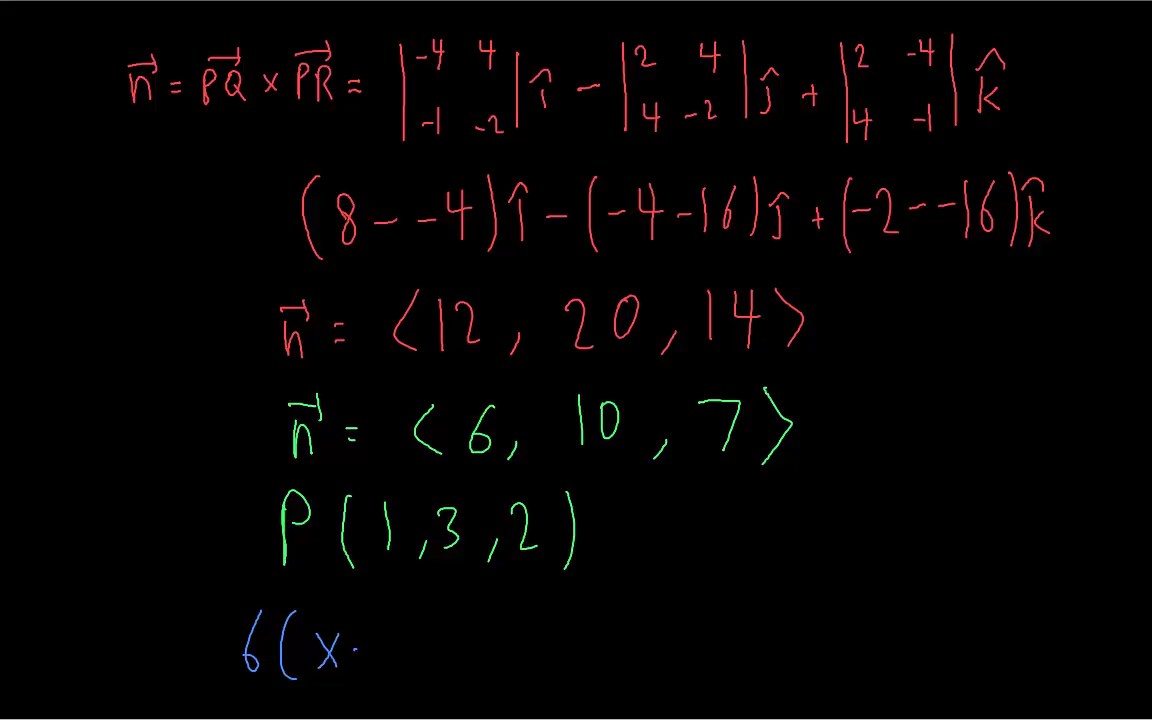 n⃗ = PQ⃗ × PR⃗ = |-4 4; -1 -2| î - |2 4; 4 -2| ĵ + |2 -4; 4 -1| k̂
(8 - -4)î - (-4 - 16)ĵ + (-2 - -16)k̂
n⃗ = <12, 20, 14>
n⃗ = <6, 10, 7>
P(1, 3, 2)
6(x-